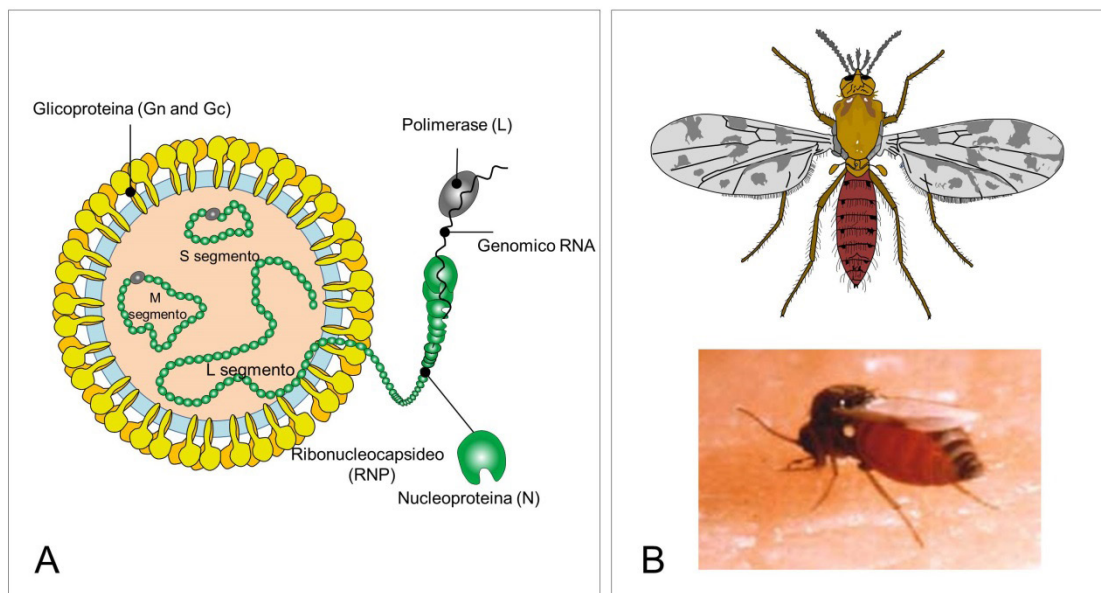 Glicoproteina (Gn and Gc)
Polimerase (L)
Genomico RNA
S segmento
M
segmento
L segmento
Ribonucleocapsideo
(RNP)
Nucleoproteina (N)
A
B